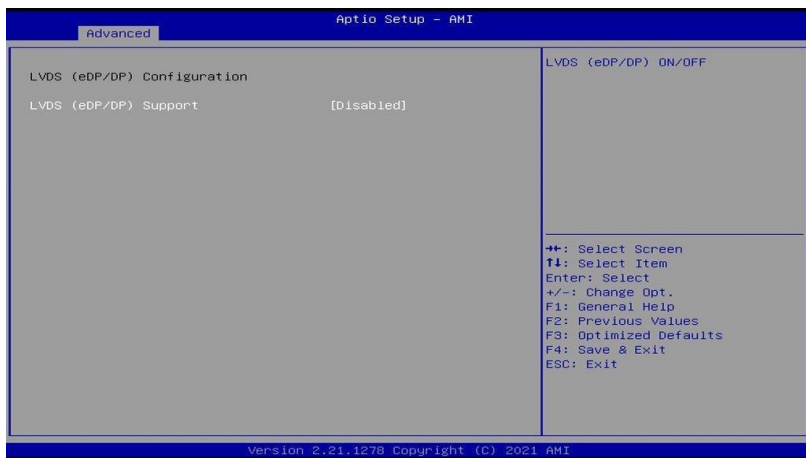 Aptio Setup - AMI
Advanced
LVDS (eDP/DP) Configuration
LVDS (eDP/DP) Support [Disabled]
LVDS (eDP/DP) ON/OFF
→←: Select Screen
↑↓: Select Item
Enter: Select
+/-: Change Opt.
F1: General Help
F2: Previous Values
F3: Optimized Defaults
F4: Save & Exit
ESC: Exit
Version 2.21.1278 Copyright (C) 2021 AMI